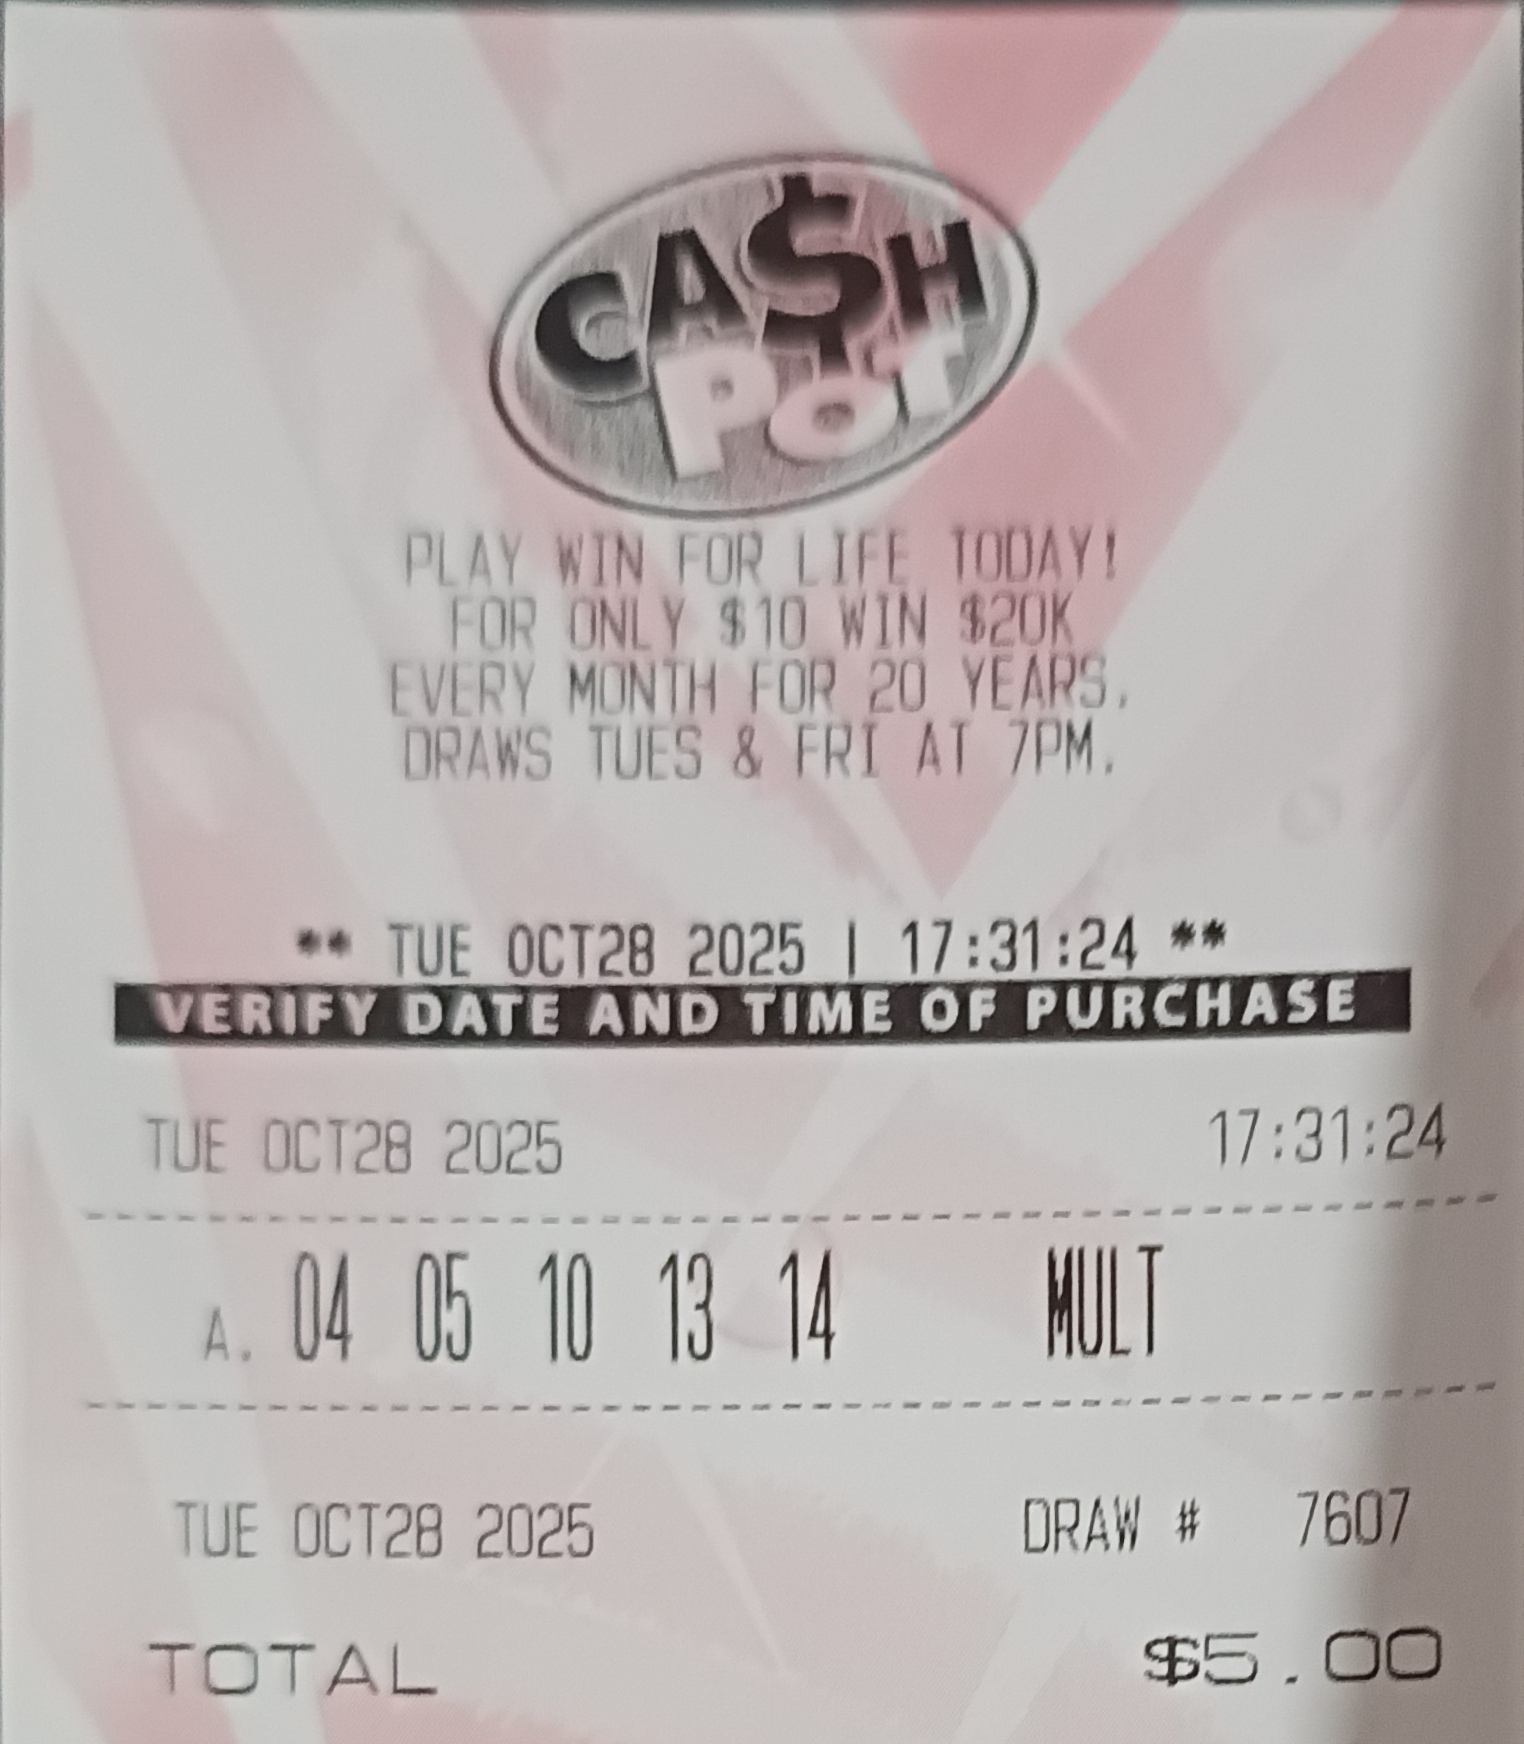 CA$H
POT
PLAY WIN FOR LIFE TODAY!
FOR ONLY $10 WIN $20K
EVERY MONTH FOR 20 YEARS.
DRAWS TUES & FRI AT 7PM.
** TUE OCT28 2025 | 17:31:24 **
VERIFY DATE AND TIME OF PURCHASE
TUE OCT28 2025 17:31:24
A. 04 05 10 13 14 MULT
TUE OCT28 2025 DRAW # 7607
TOTAL $5.00